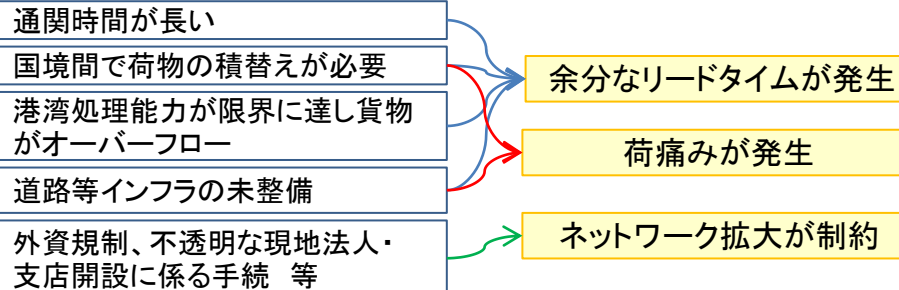 通関時間が長い
国境間で荷物の積替えが必要
港湾処理能力が限界に達し貨物
がオーバーフロー
道路等インフラの未整備
外資規制、不透明な現地法人・
支店開設に係る手続　等
余分なリードタイムが発生
荷痛みが発生
ネットワーク拡大が制約